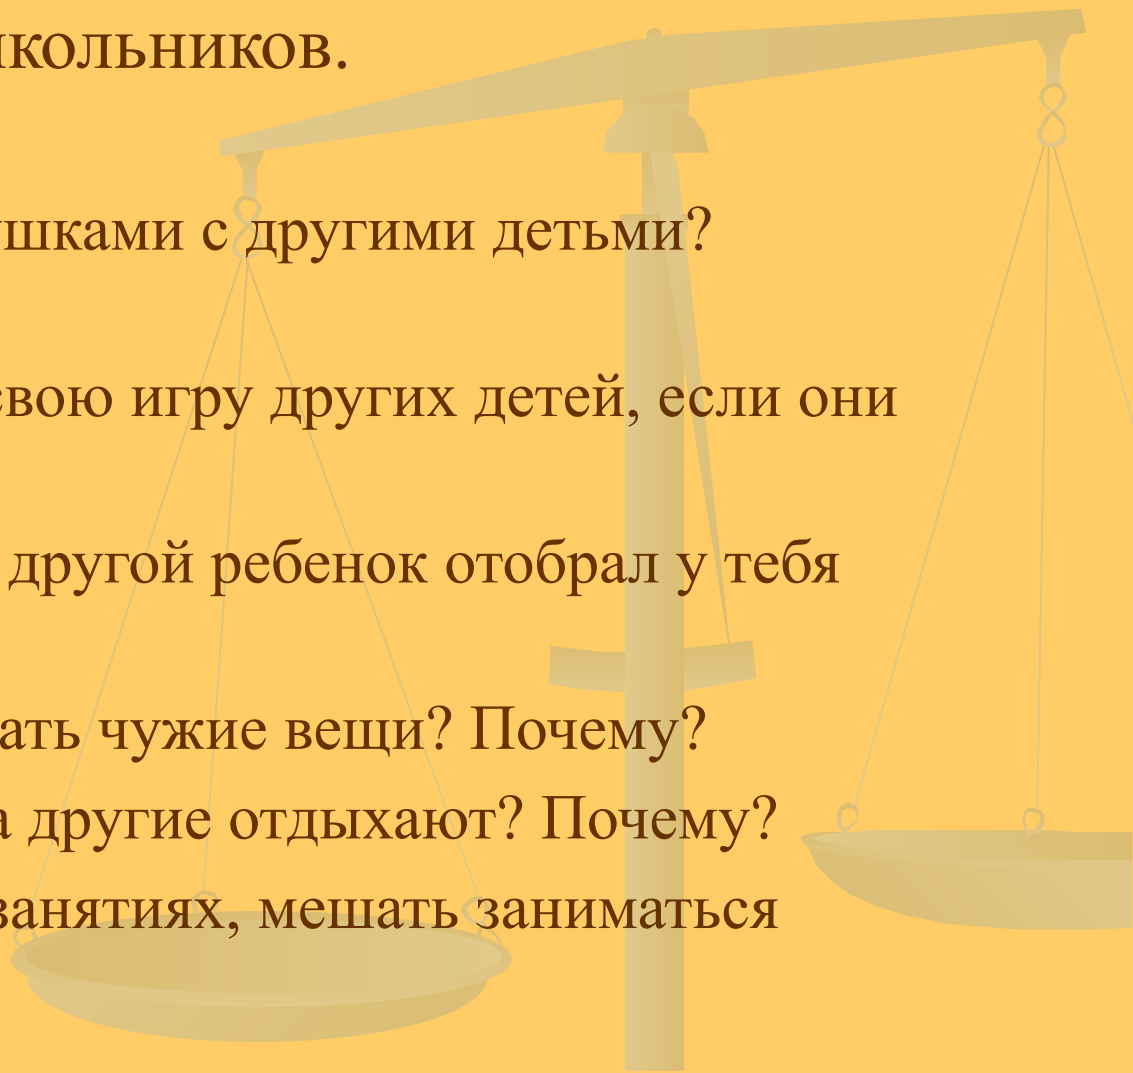 школьников.
ушками с другими детьми?
свою игру других детей, если они
другой ребенок отобрал у тебя
ать чужие вещи? Почему?
а другие отдыхают? Почему?
занятиях, мешать заниматься